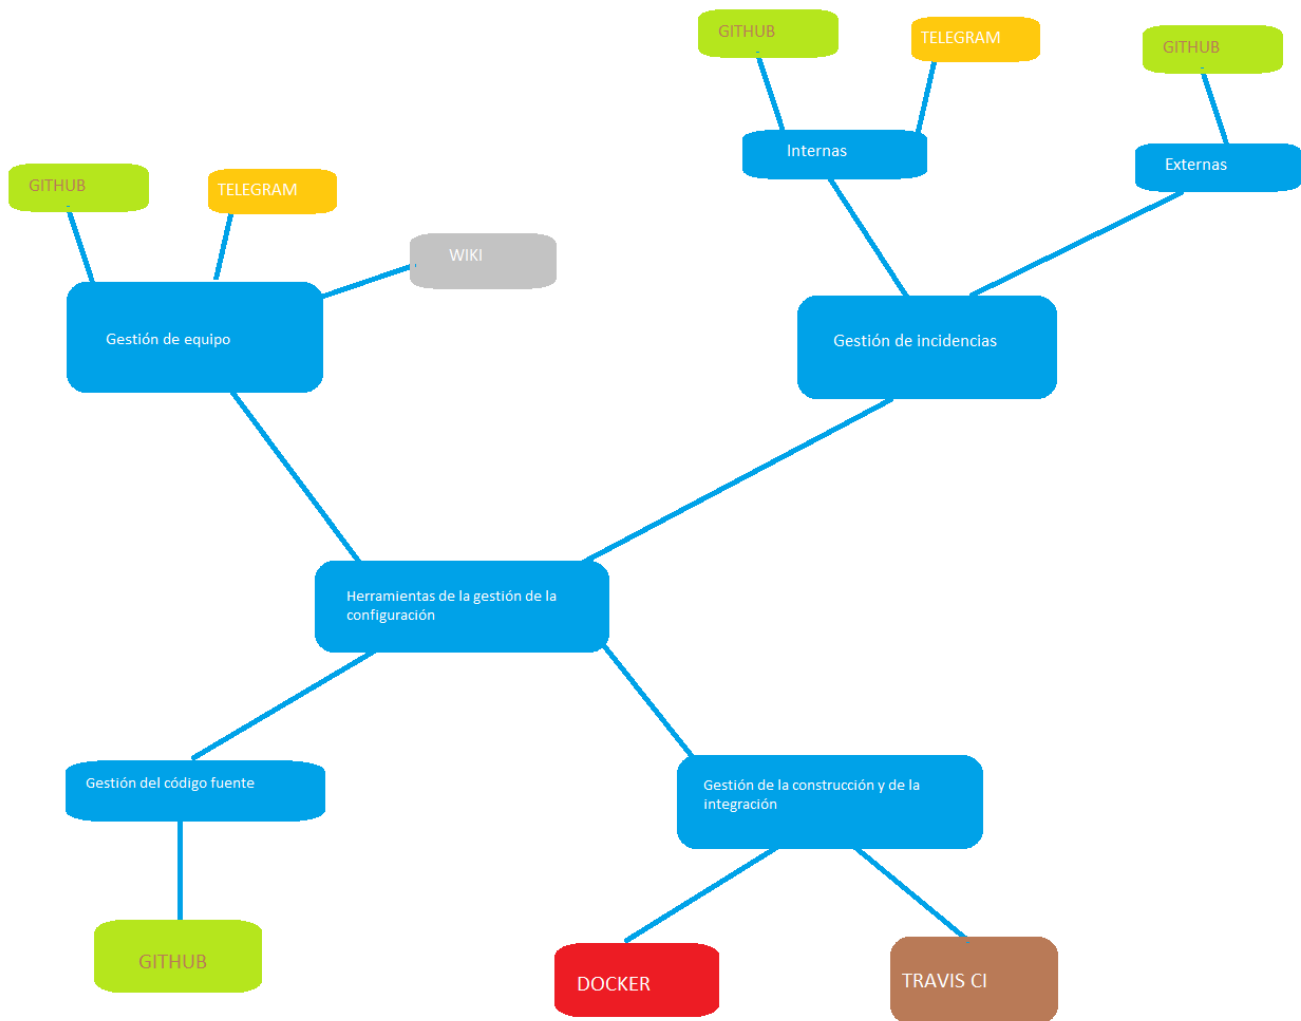 GITHUB
TELEGRAM
GITHUB
Internas
Externas
GITHUB
TELEGRAM
WIKI
Gestión de equipo
Gestión de incidencias
Herramientas de la gestión de la
configuración
Gestión del código fuente
Gestión de la construcción y de la
integración
GITHUB
DOCKER
TRAVIS CI